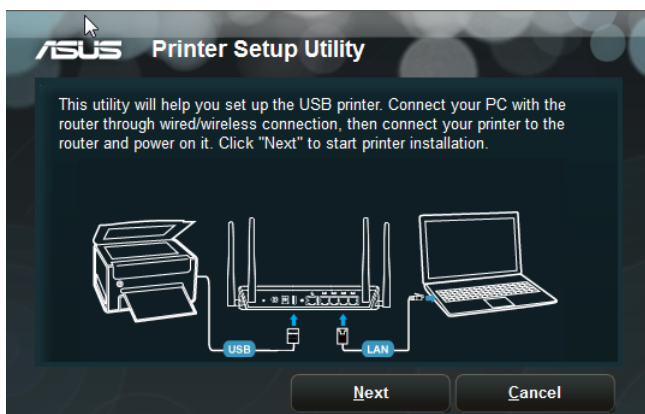 ASUS Printer Setup Utility
This utility will help you set up the USB printer. Connect your PC with the
router through wired/wireless connection, then connect your printer to the
router and power on it. Click "Next" to start printer installation.
USB LAN
Next Cancel